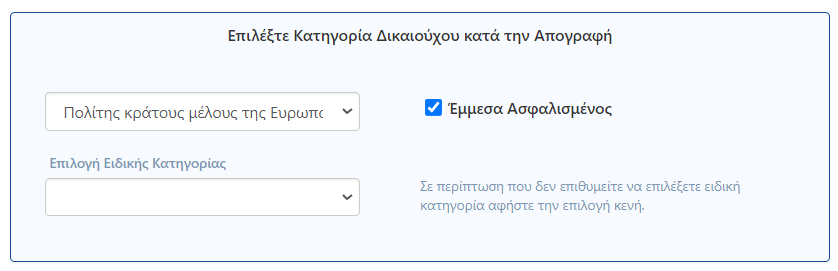 Επιλέξτε Κατηγορία Δικαιούχου κατά την Απογραφή
Πολίτης κράτους μέλους της Ευρωπα
Έμμεσα Ασφαλισμένος
Επιλογή Ειδικής Κατηγορίας
Σε περίπτωση που δεν επιθυμείτε να επιλέξετε ειδική
κατηγορία αφήστε την επιλογή κενή.